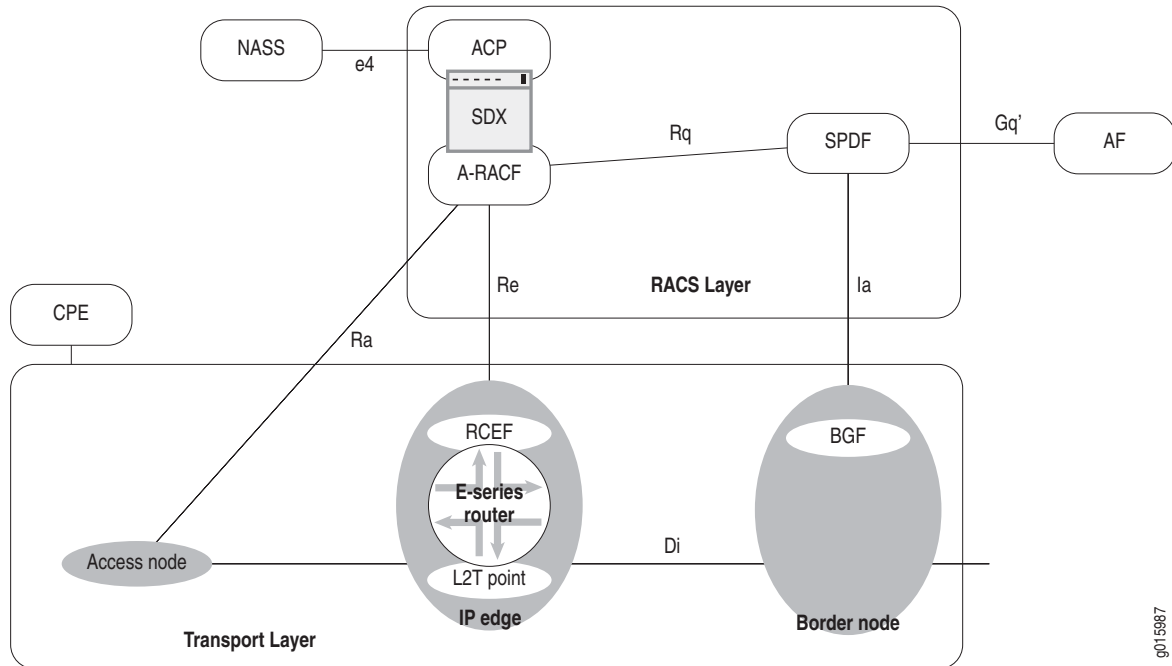 NASS
e4
ACP
SDX
A-RACF
Rq
SPDF
Gq'
AF
Re
RACS Layer
Ia
CPE
Ra
RCEF
E-series
router
L2T point
IP edge
BGF
Access node
Di
Border node
Transport Layer
g015987